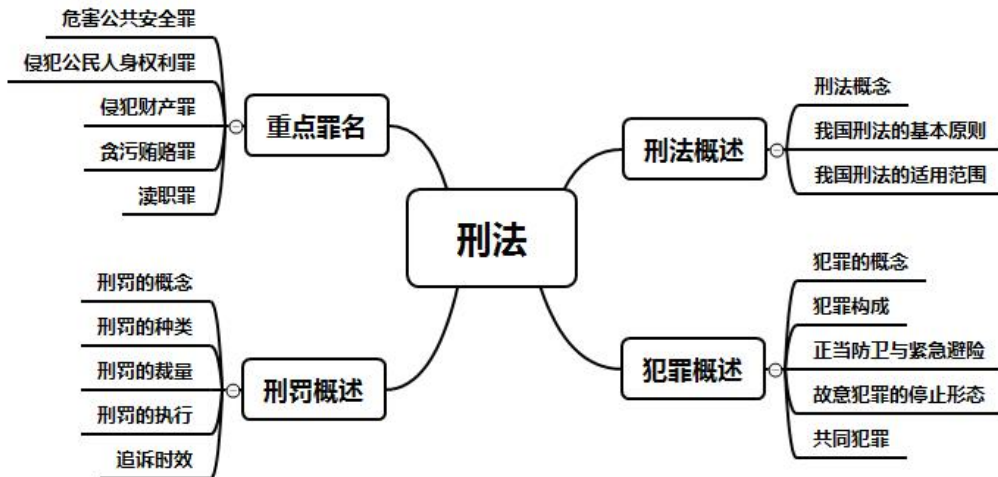 刑法
刑法概述
刑法概念
我国刑法的基本原则
我国刑法的适用范围
犯罪概述
犯罪的概念
犯罪构成
正当防卫与紧急避险
故意犯罪的停止形态
共同犯罪
重点罪名
危害公共安全罪
侵犯公民人身权利罪
侵犯财产罪
贪污贿赂罪
渎职罪
刑罚概述
刑罚的概念
刑罚的种类
刑罚的裁量
刑罚的执行
追诉时效